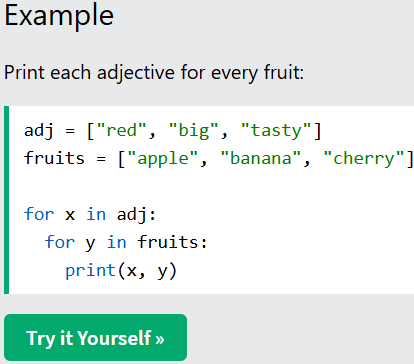 Example
Print each adjective for every fruit:
adj = ["red", "big", "tasty"]
fruits = ["apple", "banana", "cherry"]
for x in adj:
  for y in fruits:
    print(x, y)
Try it Yourself »